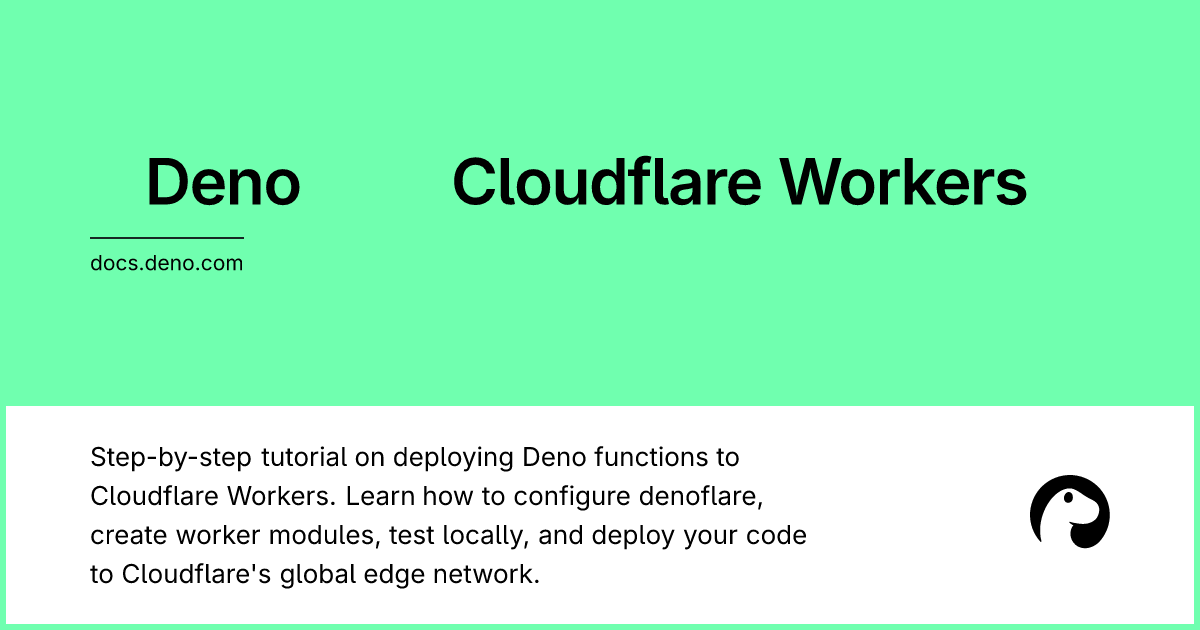 Deno Cloudflare Workers
docs.deno.com
Step-by-step tutorial on deploying Deno functions to
Cloudflare Workers. Learn how to configure denoflare,
create worker modules, test locally, and deploy your code
to Cloudflare's global edge network.